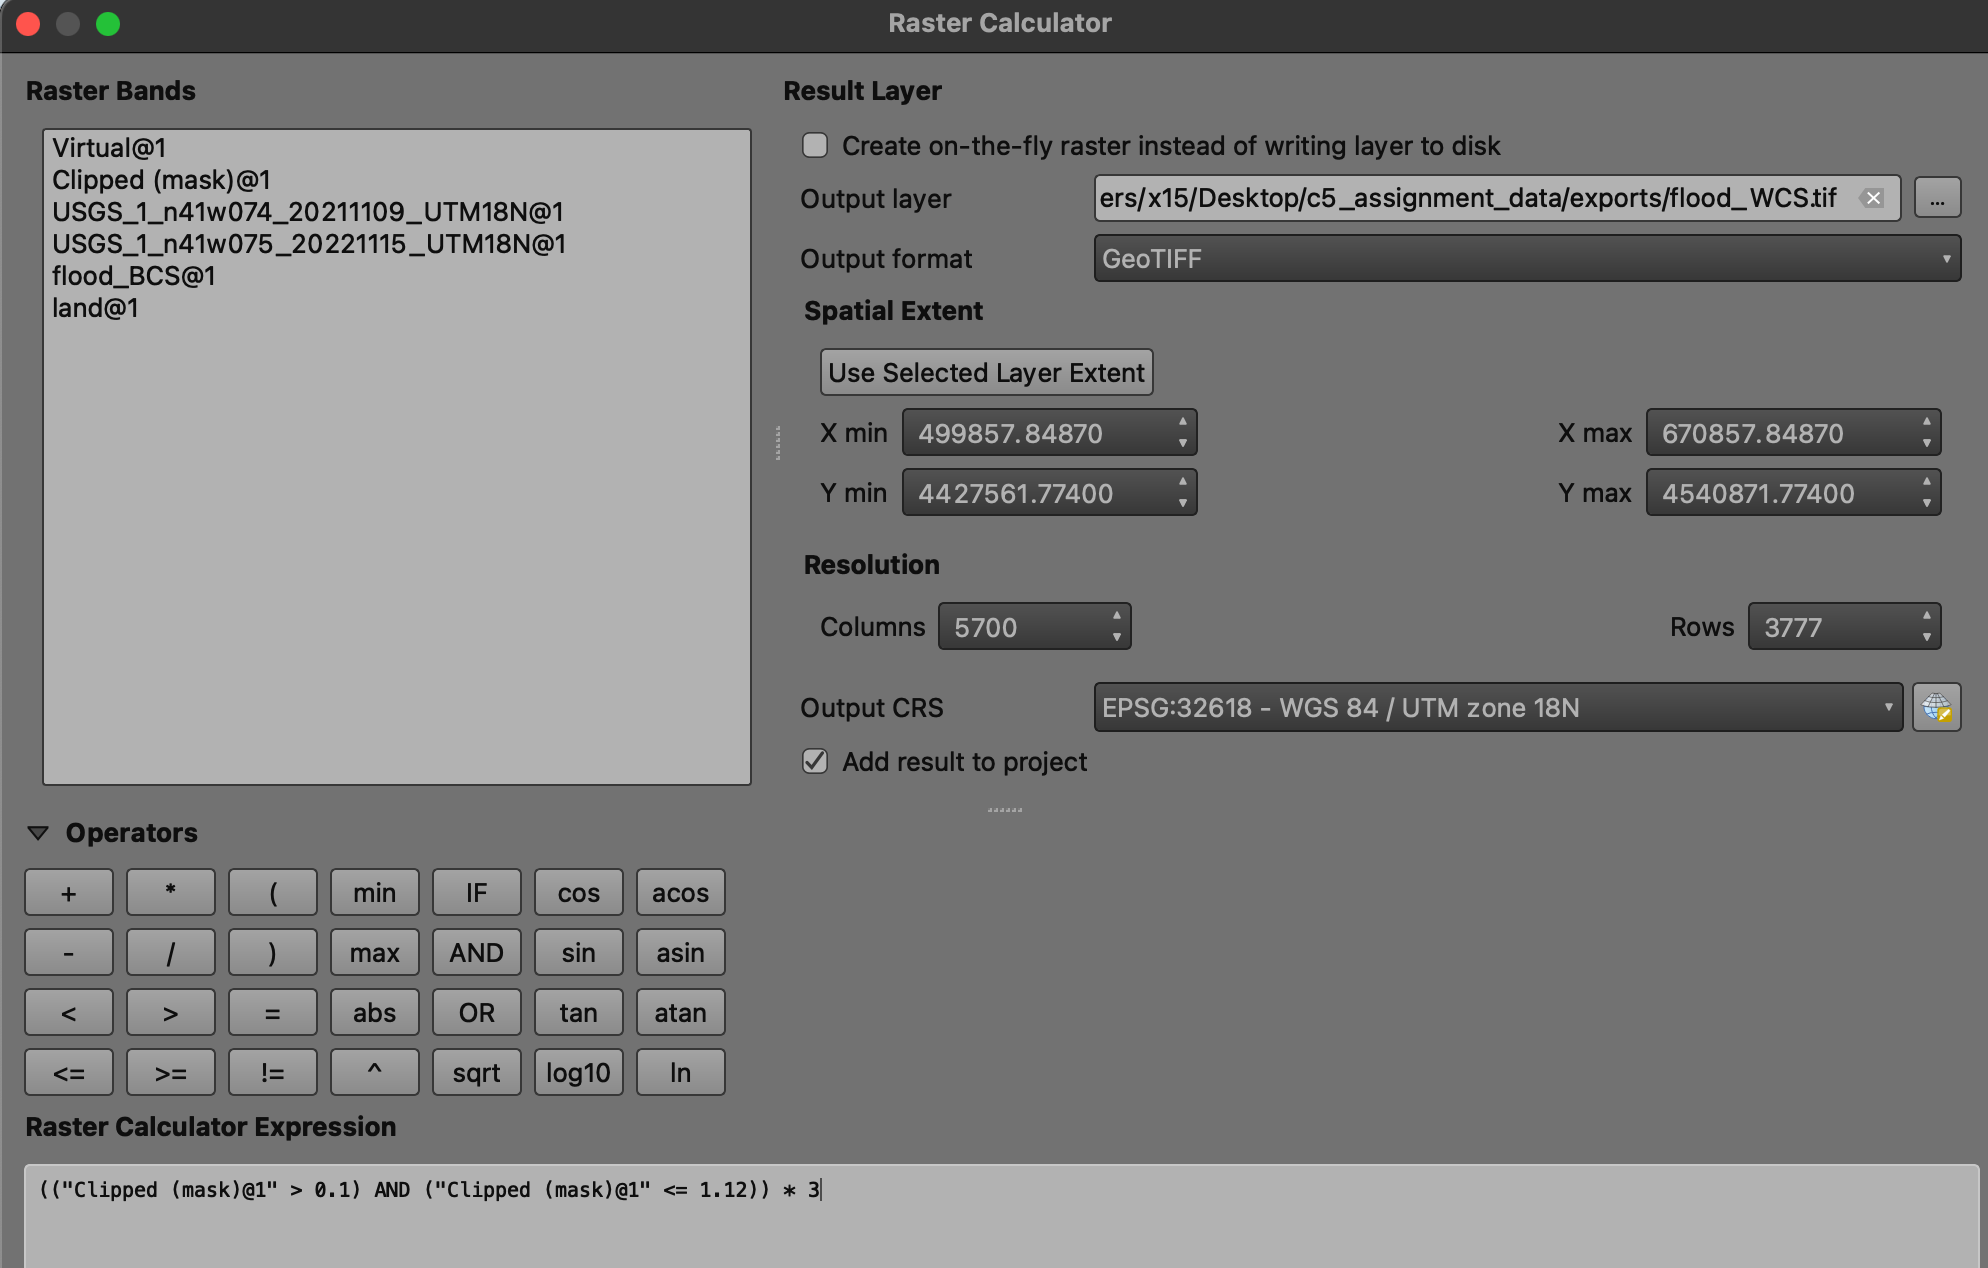 Raster Calculator
Raster Bands
Virtual@1
Clipped (mask)@1
USGS_1_n41w074_20211109_UTM18N@1
USGS_1_n41w075_20221115_UTM18N@1
flood_BCS@1
land@1
Result Layer
Create on-the-fly raster instead of writing layer to disk
Output layer ers/x15/Desktop/c5_assignment_data/exports/flood_WCS.tif ...
Output format GeoTIFF
Spatial Extent
Use Selected Layer Extent
X min 499857.84870 X max 670857.84870
Y min 4427561.77400 Y max 4540871.77400
Resolution
Columns 5700 Rows 3777
Output CRS EPSG:32618 - WGS 84 / UTM zone 18N
Add result to project
Operators
+ * ( min IF cos acos
- / ) max AND sin asin
< > = abs OR tan atan
<= >= != ^ sqrt log10 ln
Raster Calculator Expression
(("Clipped (mask)@1" > 0.1) AND ("Clipped (mask)@1" <= 1.12)) * 3